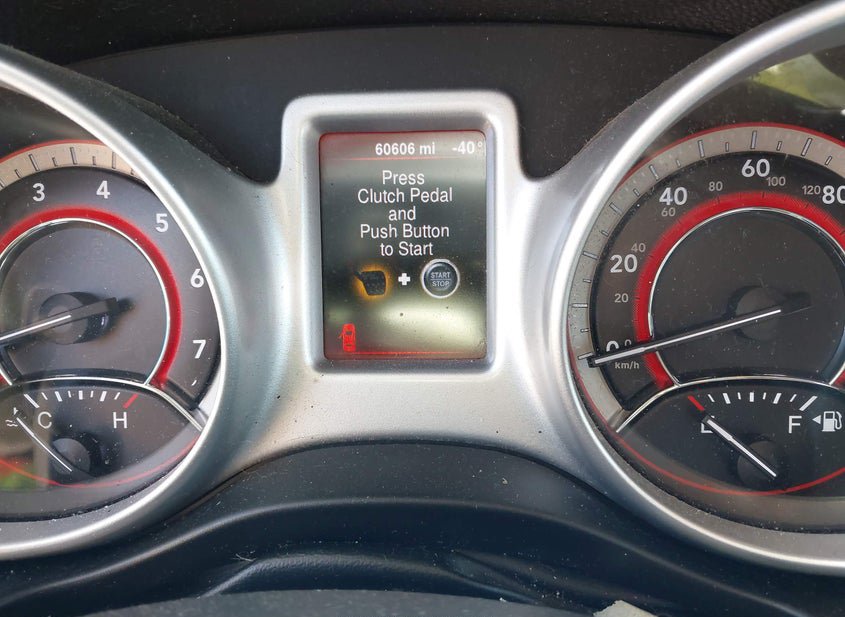 60606 mi -40°
Press
Clutch Pedal
and
Push Button
to Start
START
STOP
3
4
5
6
7
C
H
0
20
40
60
80
20
40
60
80
100
120
km/h
F